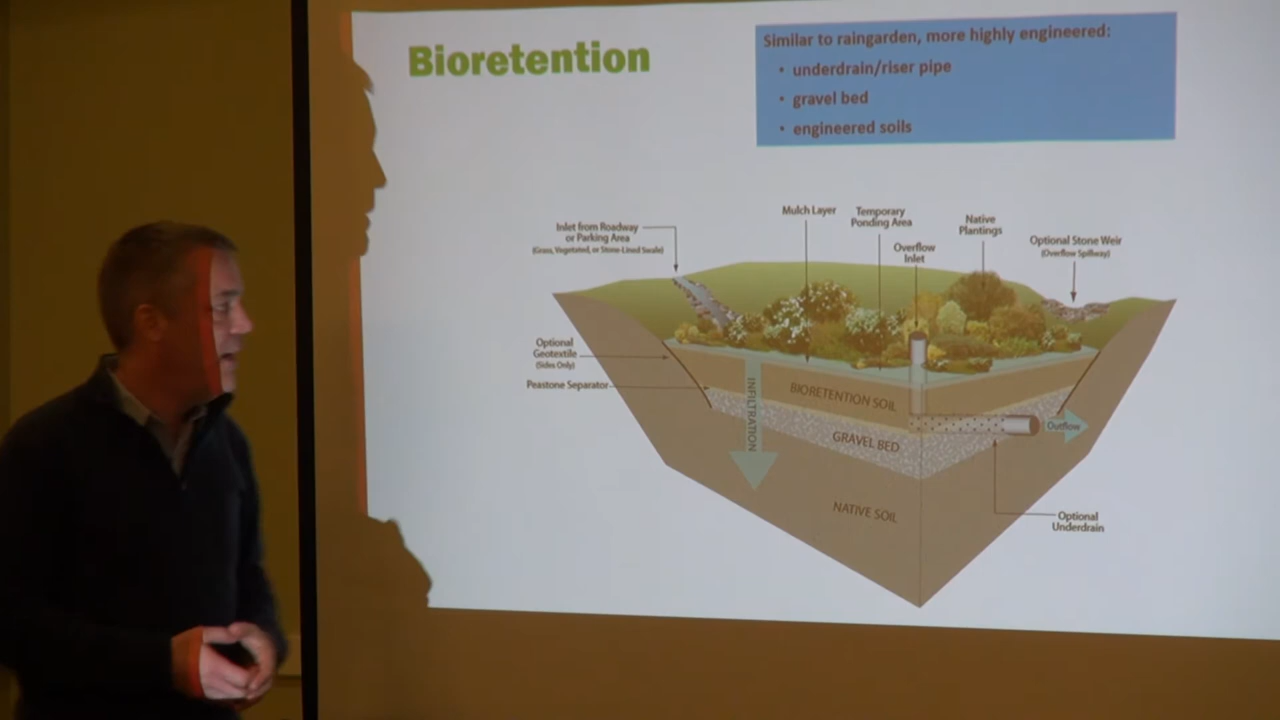 Bioretention
Similar to raingarden, more highly engineered:
• underdrain/riser pipe
• gravel bed
• engineered soils
Inlet from Roadway
or Parking Area
(Grass, Vegetated, or Stone-Lined Swale)
Mulch Layer
Temporary
Ponding Area
Overflow
Inlet
Native
Plantings
Optional Stone Weir
(Overflow Spillway)
Optional
Geotextile
(Sides Only)
Peastone Separator
INFILTRATION
BIORETENTION SOIL
GRAVEL BED
NATIVE SOIL
Outflow
Optional
Underdrain